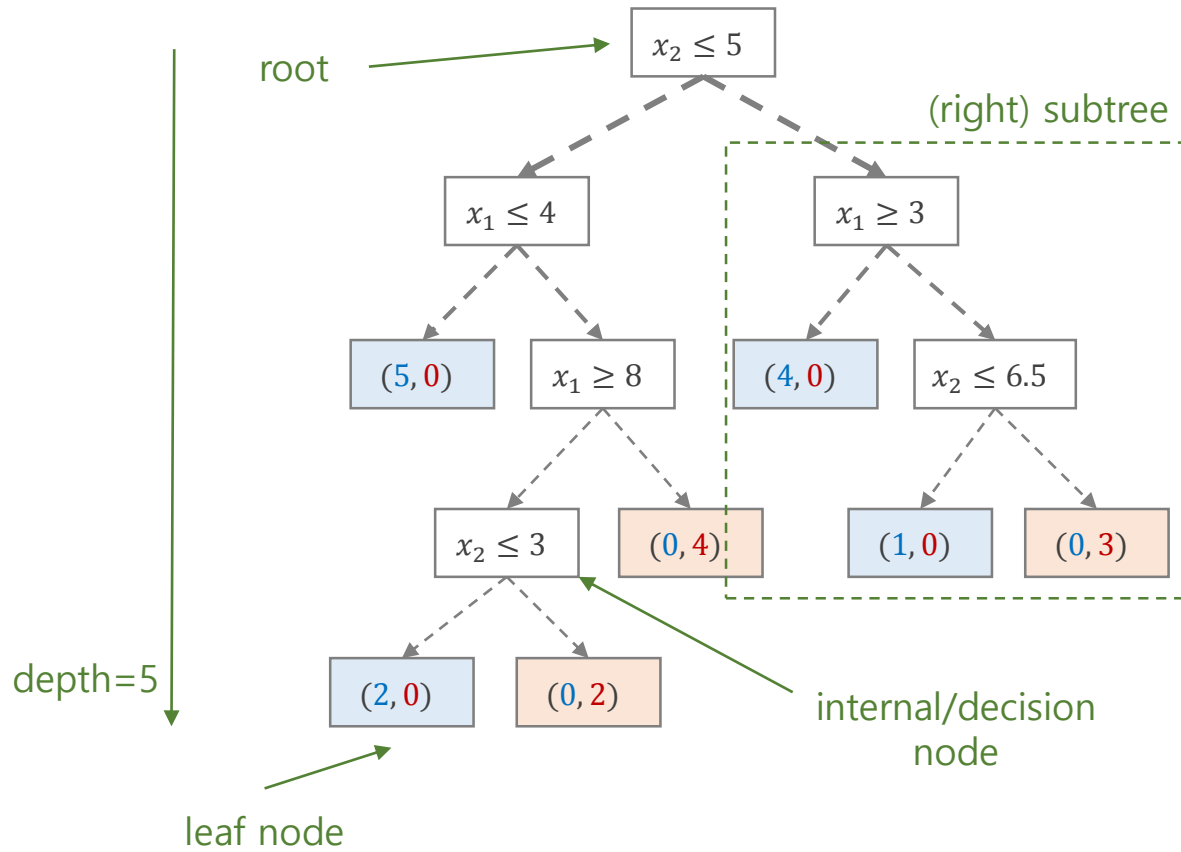 x₂ ≤ 5
root
(right) subtree
x₁ ≤ 4
x₁ ≥ 3
(5, 0)
x₁ ≥ 8
(4, 0)
x₂ ≤ 6.5
x₂ ≤ 3
(0, 4)
(1, 0)
(0, 3)
depth=5
(2, 0)
(0, 2)
internal/decision
node
leaf node